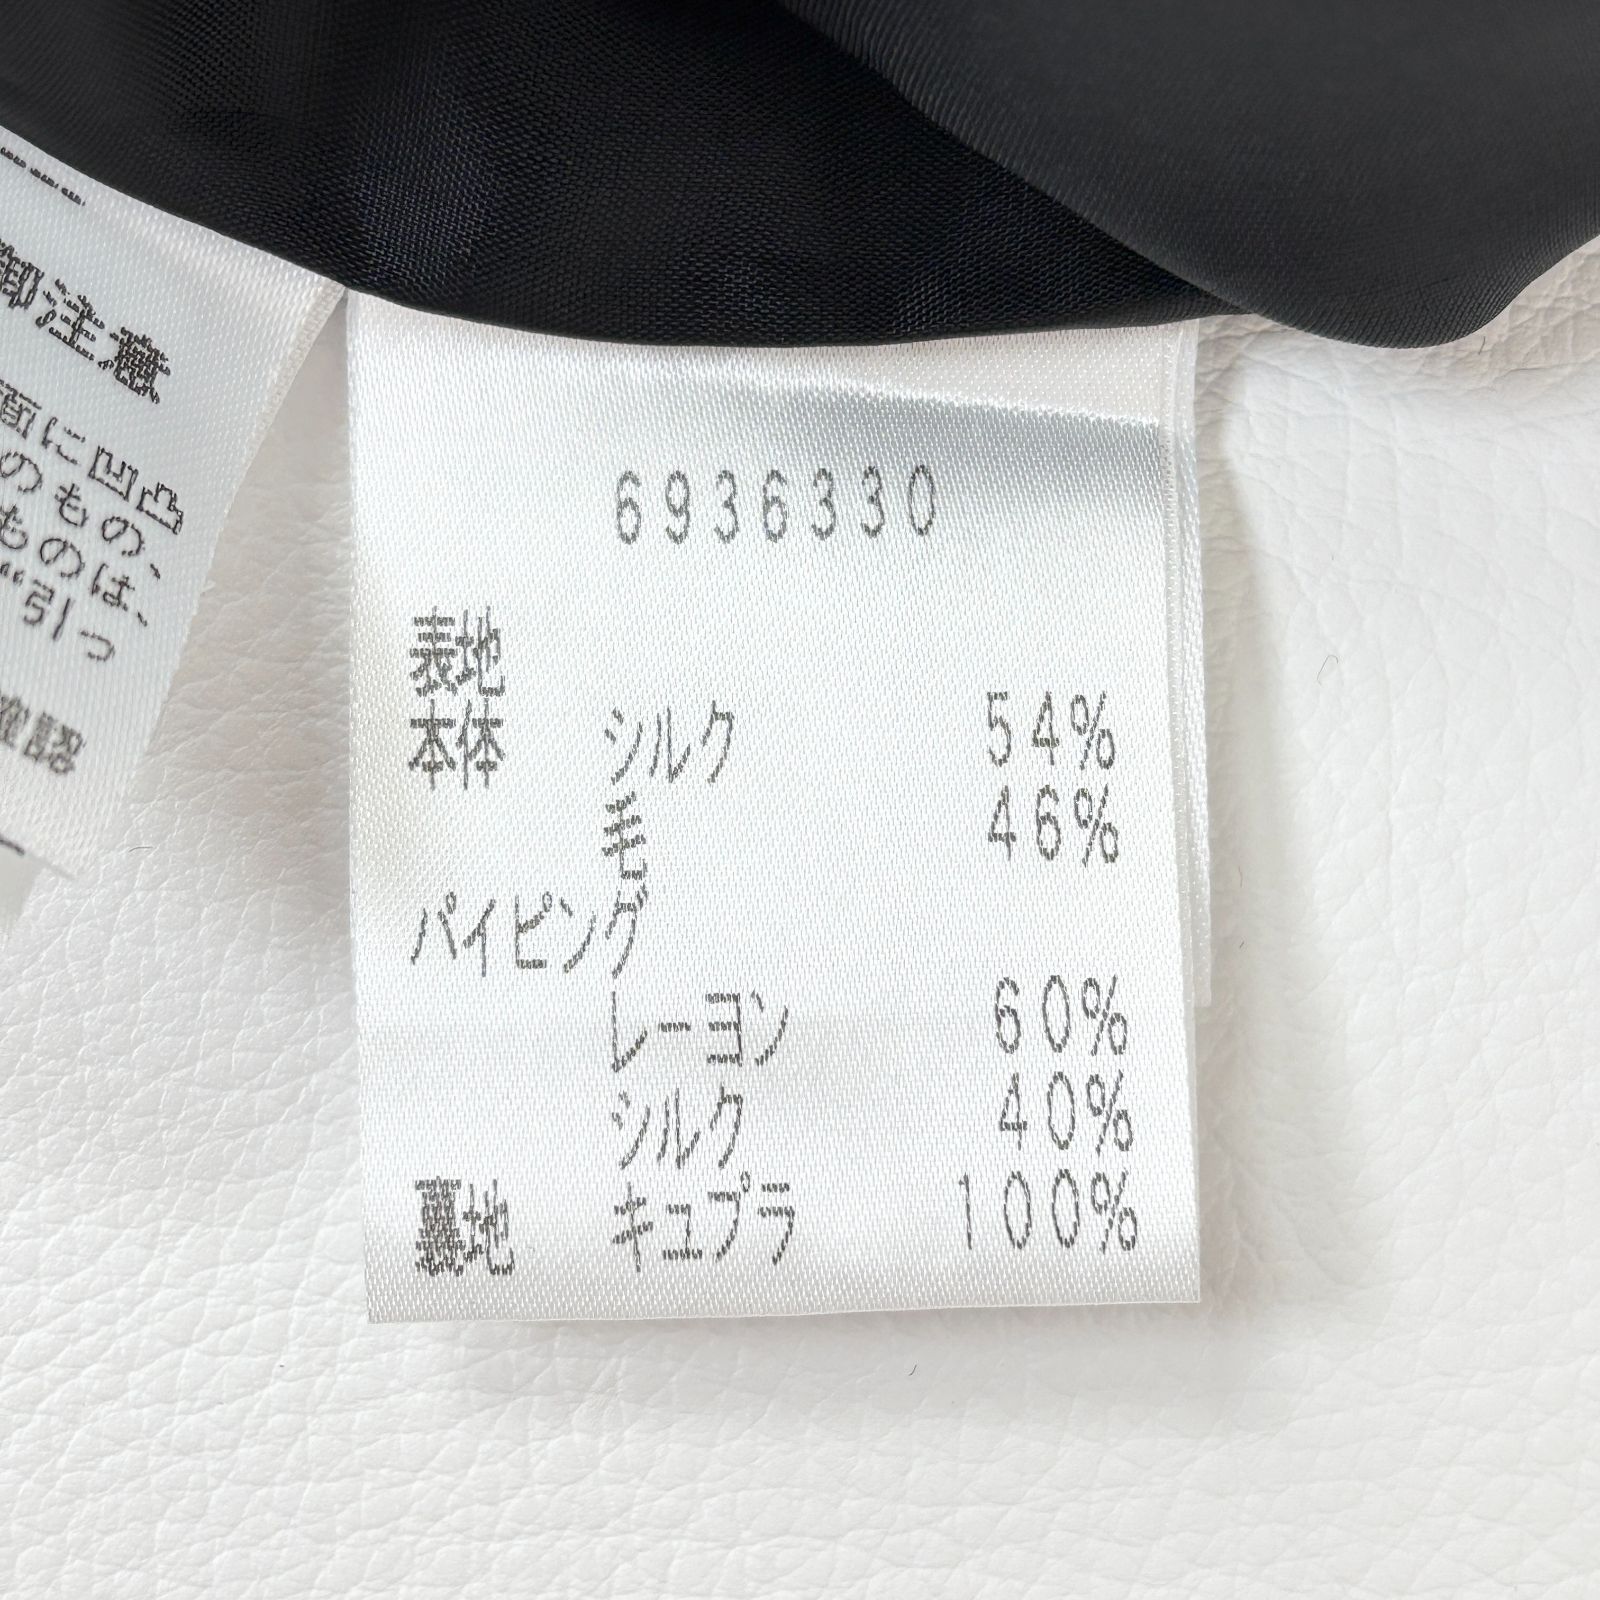 御注意
面に凹凸
のもの、
ものは、
引っ
確認
6936330
表地
本体 シルク 54%
毛 46%
パイピング
レーヨン 60%
シルク 40%
裏地 キュプラ 100%